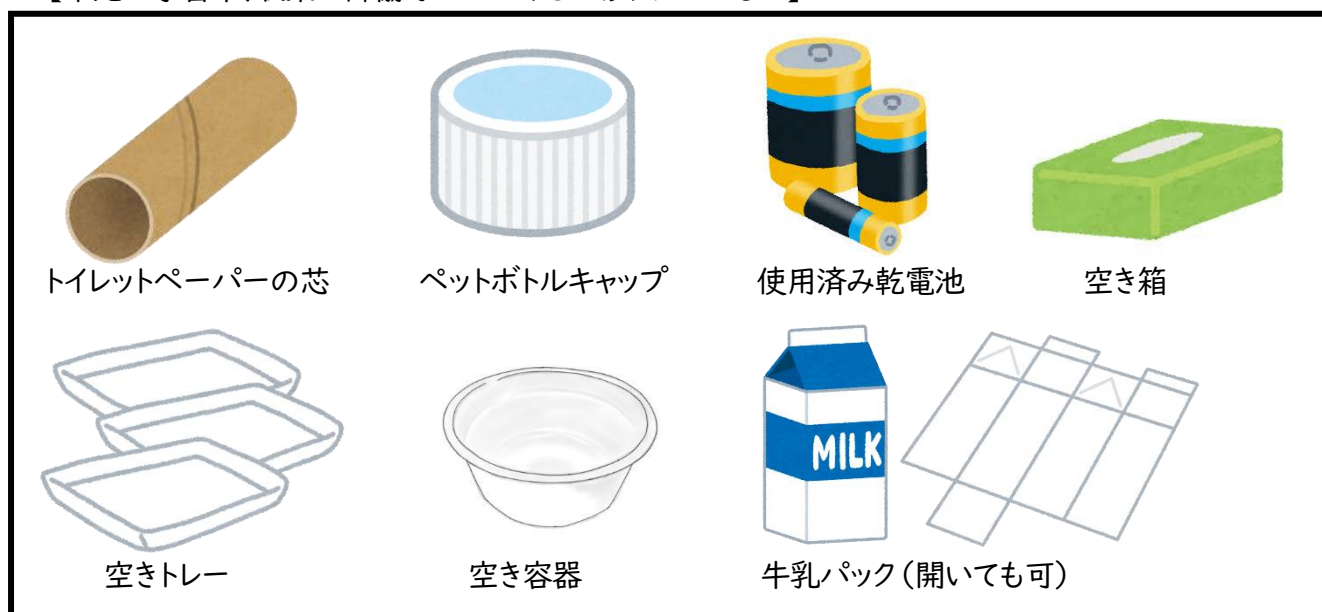 トイレットペーパーの芯
ペットボトルキャップ
使用済み乾電池
空き箱
MILK
空きトレー
空き容器
牛乳パック(開いても可)